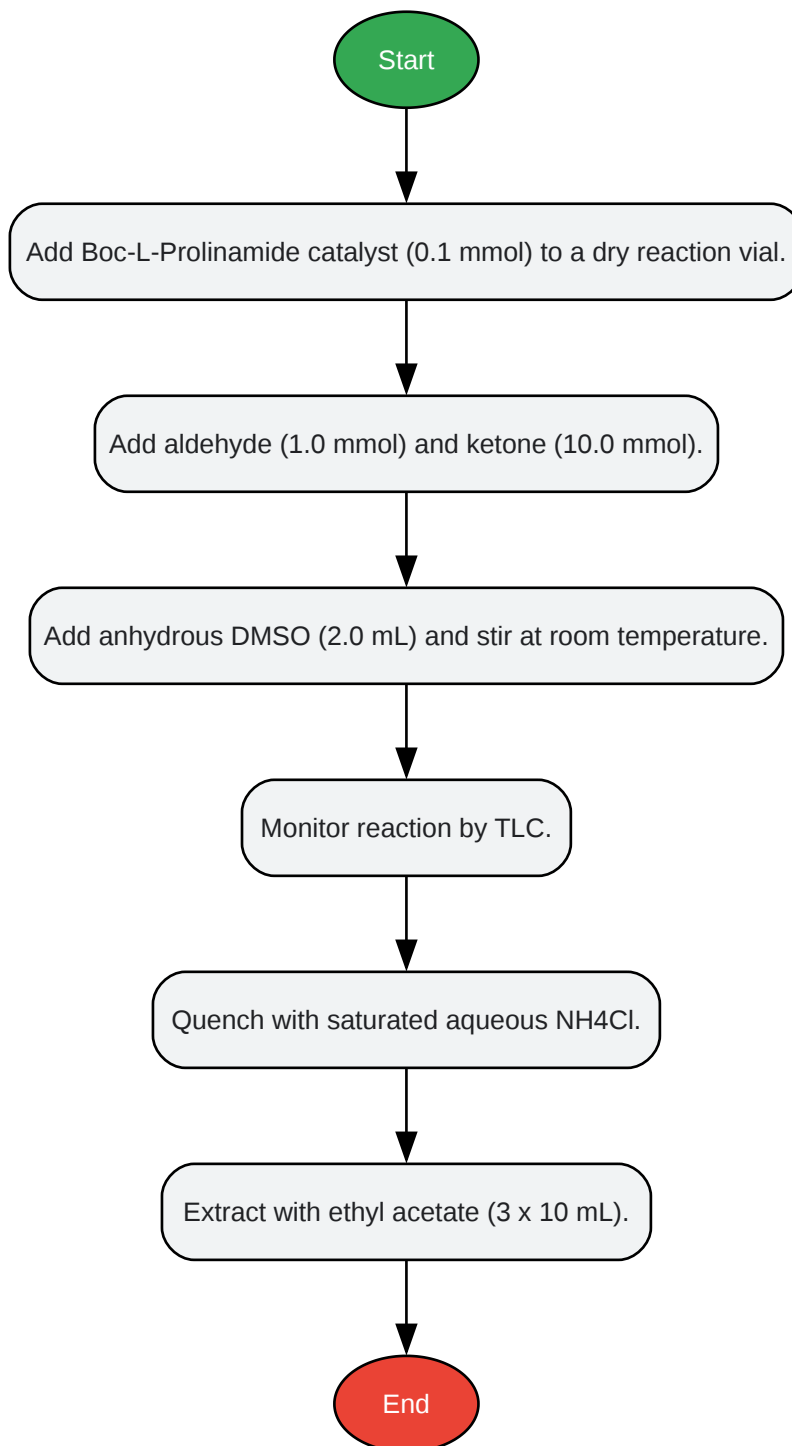 Start
Add Boc-L-Prolinamide catalyst (0.1 mmol) to a dry reaction vial.
Add aldehyde (1.0 mmol) and ketone (10.0 mmol).
Add anhydrous DMSO (2.0 mL) and stir at room temperature.
Monitor reaction by TLC.
Quench with saturated aqueous NH4Cl.
Extract with ethyl acetate (3 x 10 mL).
End